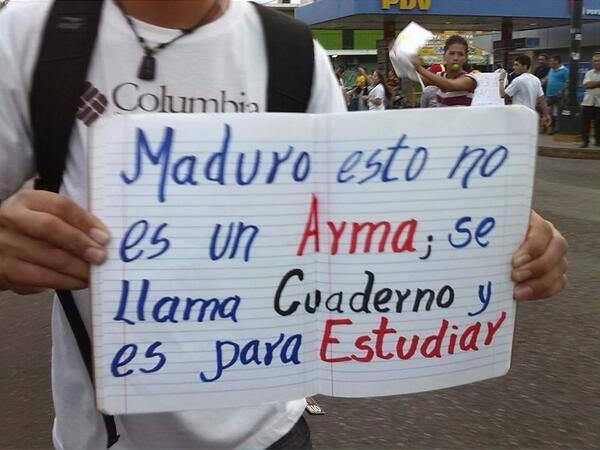 PDV
Columbia
Maduro esto no
es un Arma; se
llama Cuaderno y
es para Estudiar